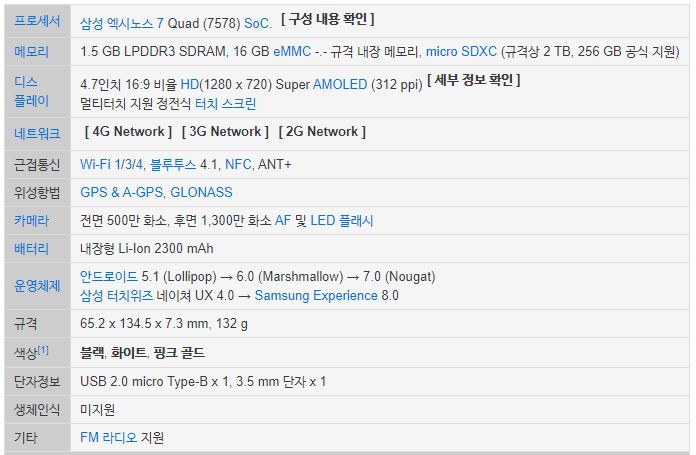 프로세서 삼성 엑시노스 7 Quad (7578) SoC. [ 구성 내용 확인 ]
메모리 1.5 GB LPDDR3 SDRAM, 16 GB eMMC -.- 규격 내장 메모리, micro SDXC (규격상 2 TB, 256 GB 공식 지원)
디스
플레이
4.7인치 16:9 비율 HD(1280 x 720) Super AMOLED (312 ppi) [ 세부 정보 확인 ]
멀티터치 지원 정전식 터치 스크린
네트워크 [ 4G Network ] [ 3G Network ] [ 2G Network ]
근접통신 Wi-Fi 1/3/4, 블루투스 4.1, NFC, ANT+
위성항법 GPS & A-GPS, GLONASS
카메라 전면 500만 화소, 후면 1,300만 화소 AF 및 LED 플래시
배터리 내장형 Li-Ion 2300 mAh
운영체제
안드로이드 5.1 (Lollipop) → 6.0 (Marshmallow) → 7.0 (Nougat)
삼성 터치위즈 네이쳐 UX 4.0 → Samsung Experience 8.0
규격 65.2 x 134.5 x 7.3 mm, 132 g
색상[1] 블랙, 화이트, 핑크 골드
단자정보 USB 2.0 micro Type-B x 1, 3.5 mm 단자 x 1
생체인식 미지원
기타 FM 라디오 지원